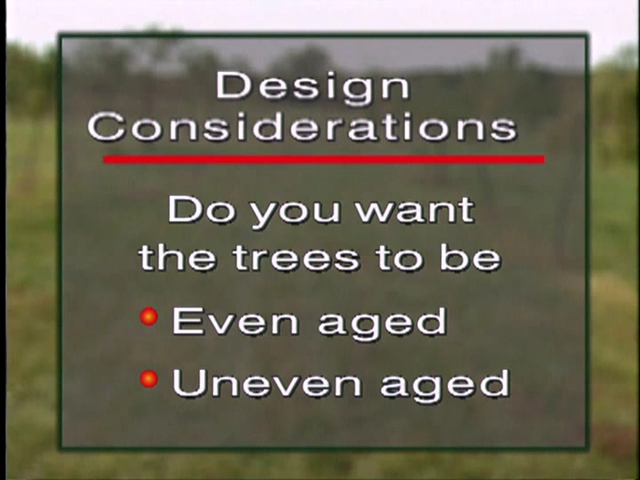 Design
Considerations
Do you want
the trees to be
Even aged
Uneven aged